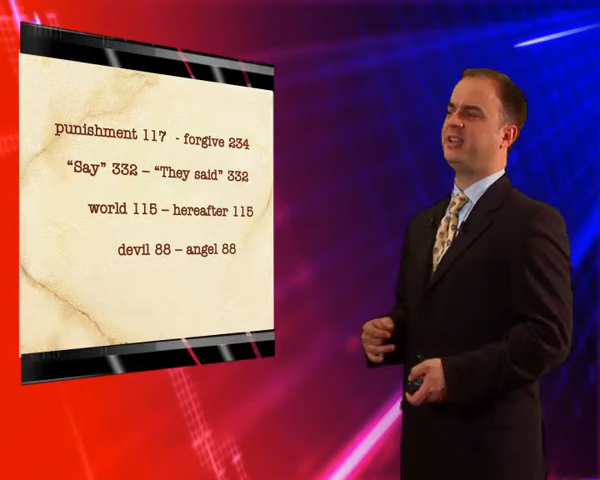 punishment 117 - forgive 234
“Say” 332 – “They said” 332
world 115 – hereafter 115
devil 88 – angel 88